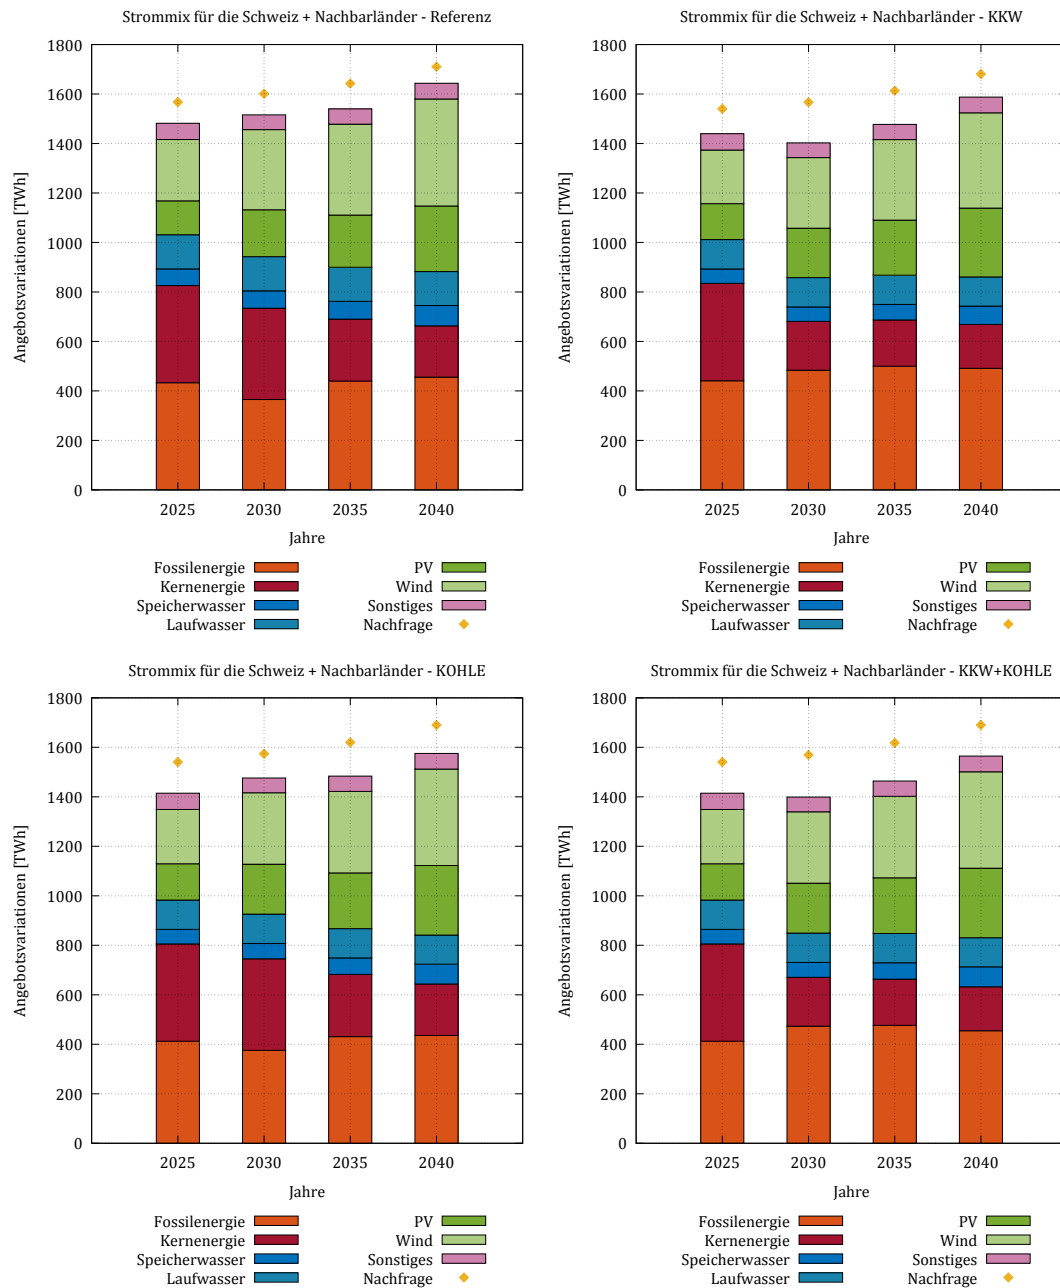 Strommix für die Schweiz + Nachbarländer - Referenz
Angebotsvariationen [TWh]
1800
1600
1400
1200
1000
800
600
400
200
0
2025 2030 2035 2040
Jahre
Fossilenergie PV
Kernenergie Wind
Speicherwasser Sonstiges
Laufwasser Nachfrage
Strommix für die Schweiz + Nachbarländer - KKW
Angebotsvariationen [TWh]
1800
1600
1400
1200
1000
800
600
400
200
0
2025 2030 2035 2040
Jahre
Fossilenergie PV
Kernenergie Wind
Speicherwasser Sonstiges
Laufwasser Nachfrage
Strommix für die Schweiz + Nachbarländer - KOHLE
Angebotsvariationen [TWh]
1800
1600
1400
1200
1000
800
600
400
200
0
2025 2030 2035 2040
Jahre
Fossilenergie PV
Kernenergie Wind
Speicherwasser Sonstiges
Laufwasser Nachfrage
Strommix für die Schweiz + Nachbarländer - KKW+KOHLE
Angebotsvariationen [TWh]
1800
1600
1400
1200
1000
800
600
400
200
0
2025 2030 2035 2040
Jahre
Fossilenergie PV
Kernenergie Wind
Speicherwasser Sonstiges
Laufwasser Nachfrage